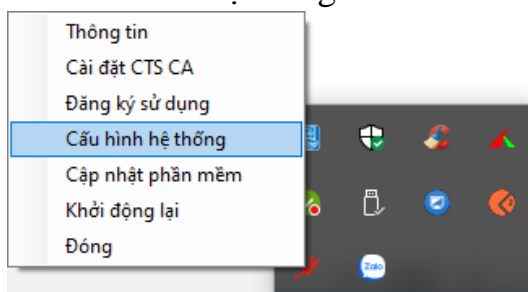 Thông tin
Cài đặt CTS CA
Đăng ký sử dụng
Cấu hình hệ thống
Cập nhật phần mềm
Khởi động lại
Đóng
Zalo